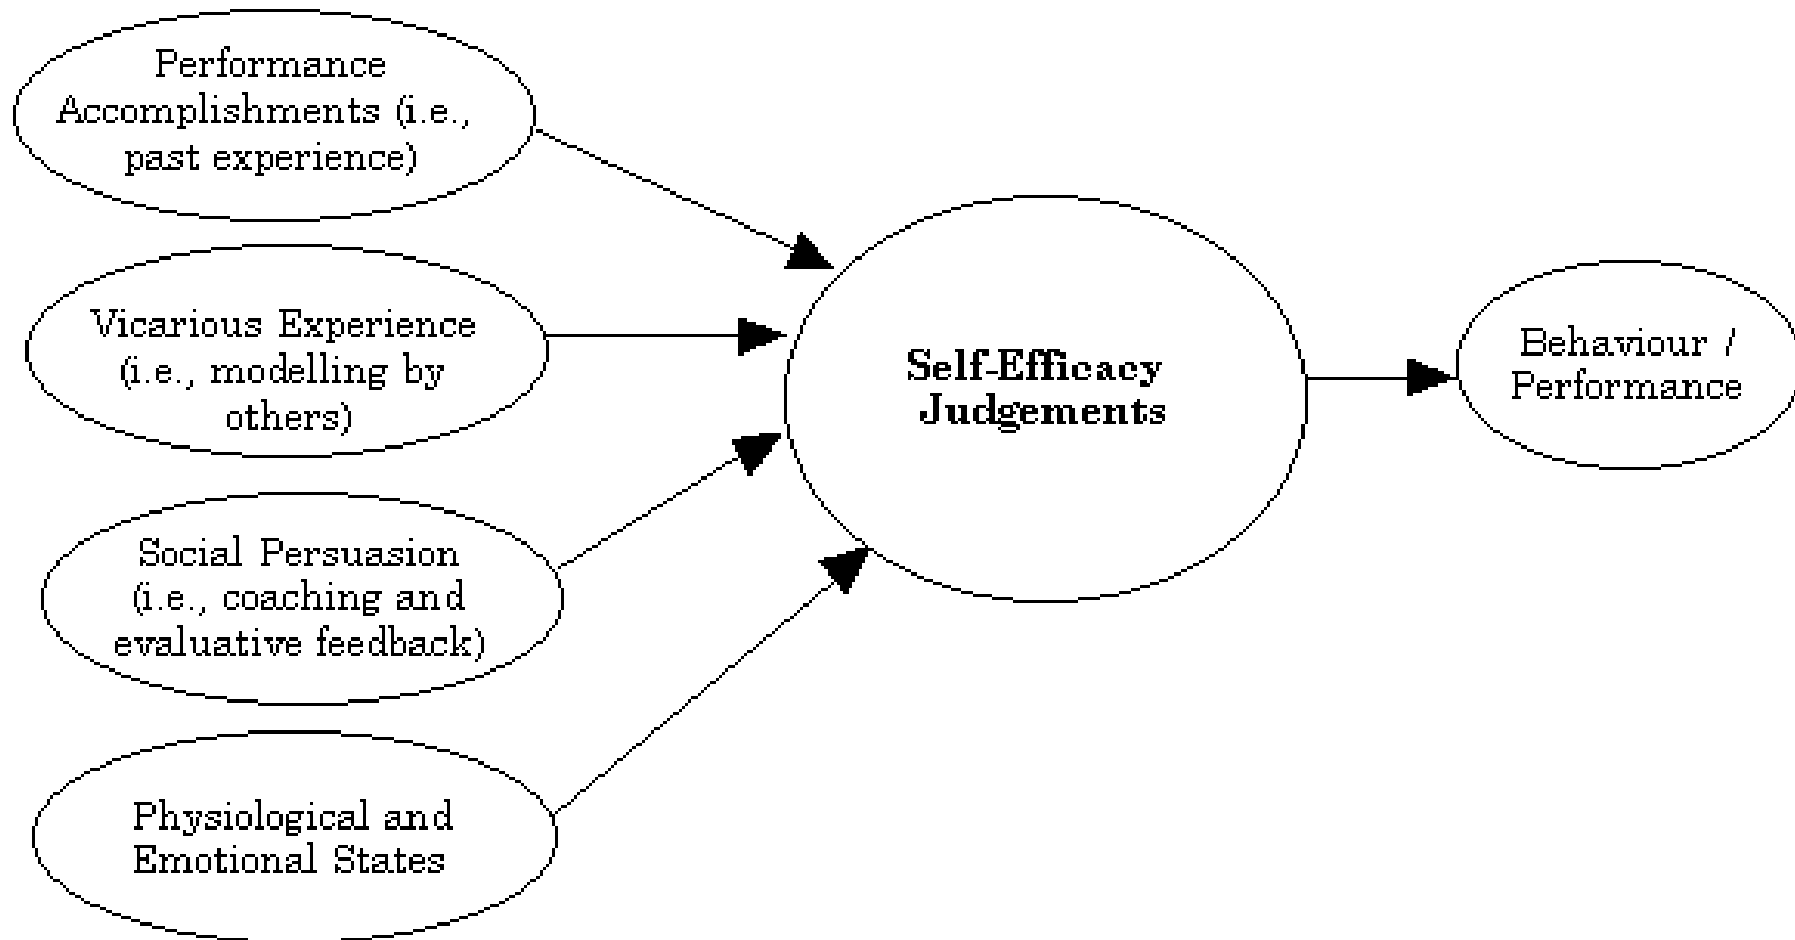 Performance
Accomplishments (i.e.,
past experience)
Vicarious Experience
(i.e., modelling by
others)
Social Persuasion
(i.e., coaching and
evaluative feedback)
Physiological and
Emotional States
Self-Efficacy
Judgements
Behaviour /
Performance